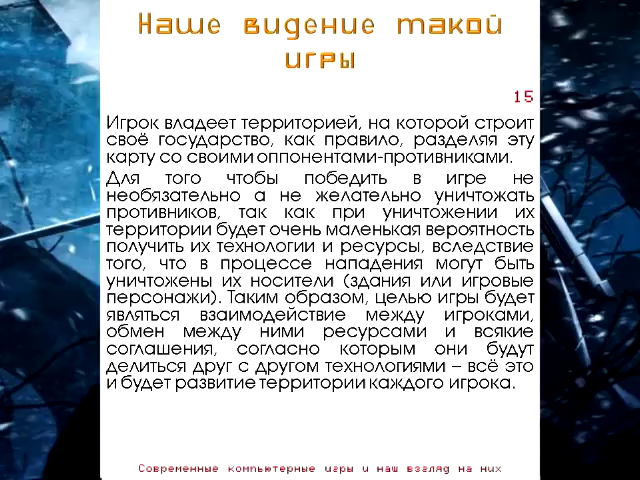 Наше видение такой
игры
15
Игрок владеет территорией, на которой строит
своё государство, как правило, разделяя эту
карту со своими оппонентами-противниками.
Для того чтобы победить в игре не
необязательно а не желательно уничтожать
противников, так как при уничтожении их
территории будет очень маленькая вероятность
получить их технологии и ресурсы, вследствие
того, что в процессе нападения могут быть
уничтожены их носители (здания или игровые
персонажи). Таким образом, целью игры будет
являться взаимодействие между игроками,
обмен между ними ресурсами и всякие
соглашения, согласно которым они будут
делиться друг с другом технологиями – всё это
и будет развитие территории каждого игрока.
Современные компьютерные игры и наш взгляд на них